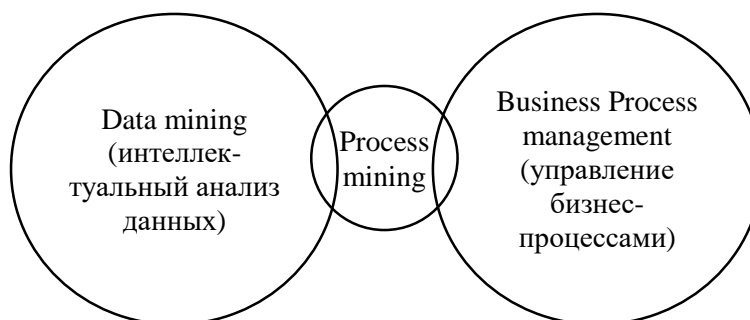 Data mining
(интеллек-
туальный анализ
данных)
Process
mining
Business Process
management
(управление
бизнес-
процессами)